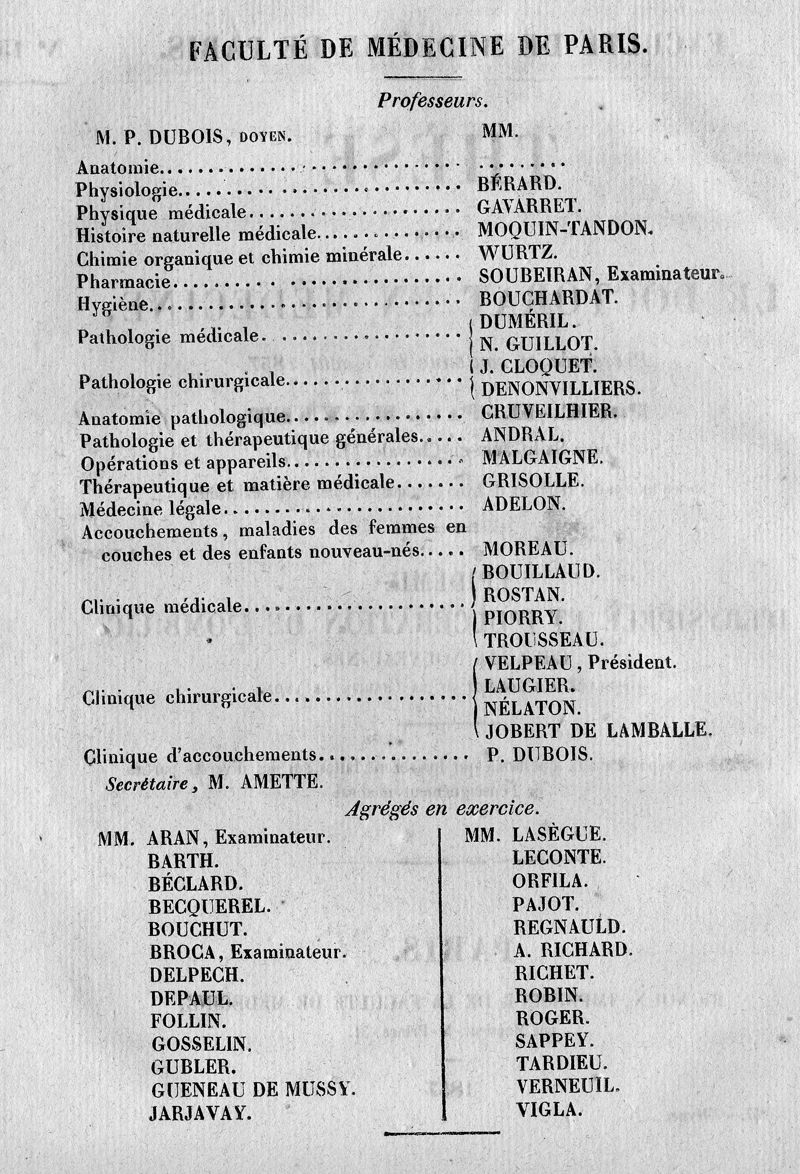 FACULTÉ DE MÉDECINE DE PARIS.
Professeurs.
M. P. DUBOIS, DOYEN. MM.
Anatomie.................................. .........
Physiologie............................... BÉRARD.
Physique médicale........................ GAVARRET.
Histoire naturelle médicale............... MOQUIN-TANDON.
Chimie organique et chimie minérale...... WURTZ.
Pharmacie................................ SOUBEIRAN, Examinateur.
Hygiène.................................. BOUCHARDAT.
Pathologie médicale...................... { DUMÉRIL.
N. GUILLOT.
Pathologie chirurgicale................... { J. CLOQUET.
DENONVILLIERS.
Anatomie pathologique.................... CRUVEILHIER.
Pathologie et thérapeutique générales..... ANDRAL.
Opérations et appareils................... MALGAIGNE.
Thérapeutique et matière médicale........ GRISOLLE.
Médecine légale.......................... ADELON.
Accouchements, maladies des femmes en
couches et des enfants nouveau-nés..... MOREAU.
Clinique médicale........................ { BOUILLAUD.
ROSTAN.
PIORRY.
TROUSSEAU.
Clinique chirurgicale..................... { VELPEAU, Président.
LAUGIER.
NÉLATON.
JOBERT DE LAMBALLE.
Clinique d'accouchements................ P. DUBOIS.
Secrétaire, M. AMETTE.
Agrégés en exercice.
MM. ARAN, Examinateur.
BARTH.
BÉCLARD.
BECQUEREL.
BOUCHUT.
BROCA, Examinateur.
DELPECH.
DEPAUL.
FOLLIN.
GOSSELIN.
GUBLER.
GUENEAU DE MUSSY.
JARJAVAY.
MM. LASÈGUE.
LECONTE.
ORFILA.
PAJOT.
REGNAULD.
A. RICHARD.
RICHET.
ROBIN.
ROGER.
SAPPEY.
TARDIEU.
VERNEUIL.
VIGLA.